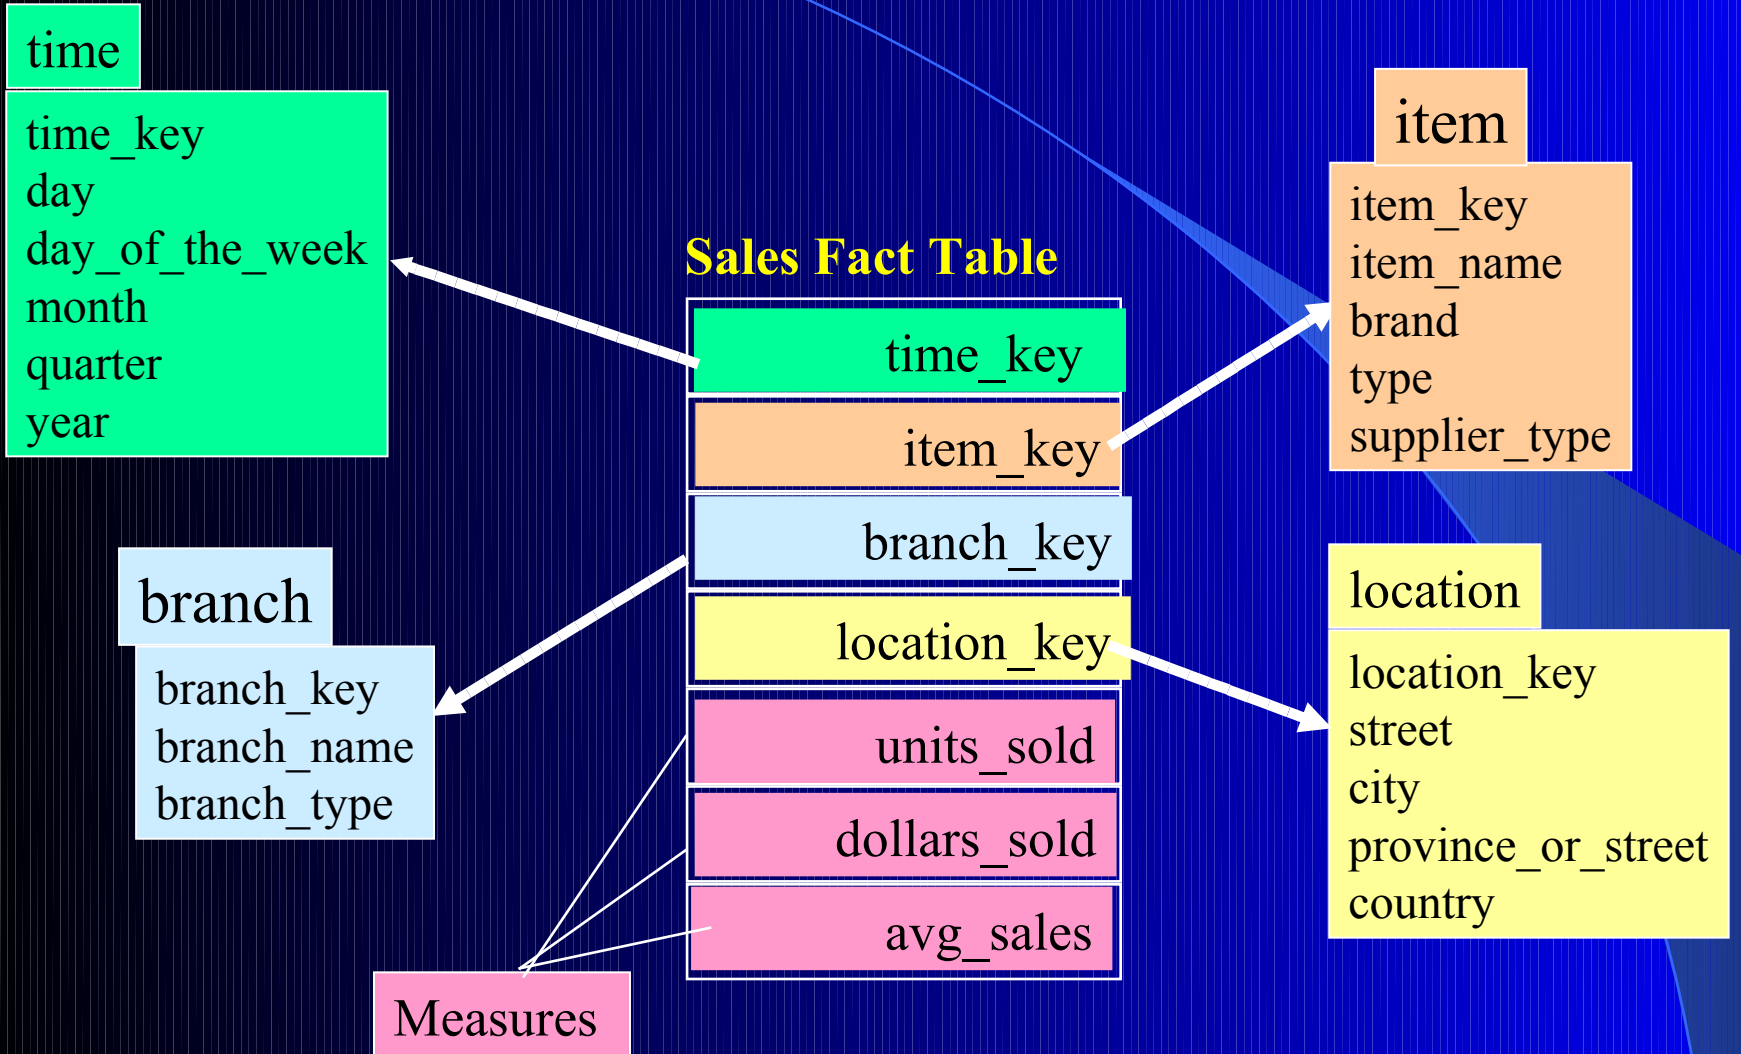 time
time_key
day
day_of_the_week
month
quarter
year
item
item_key
item_name
brand
type
supplier_type
Sales Fact Table
time_key
item_key
branch_key
location_key
units_sold
dollars_sold
avg_sales
branch
branch_key
branch_name
branch_type
location
location_key
street
city
province_or_street
country
Measures